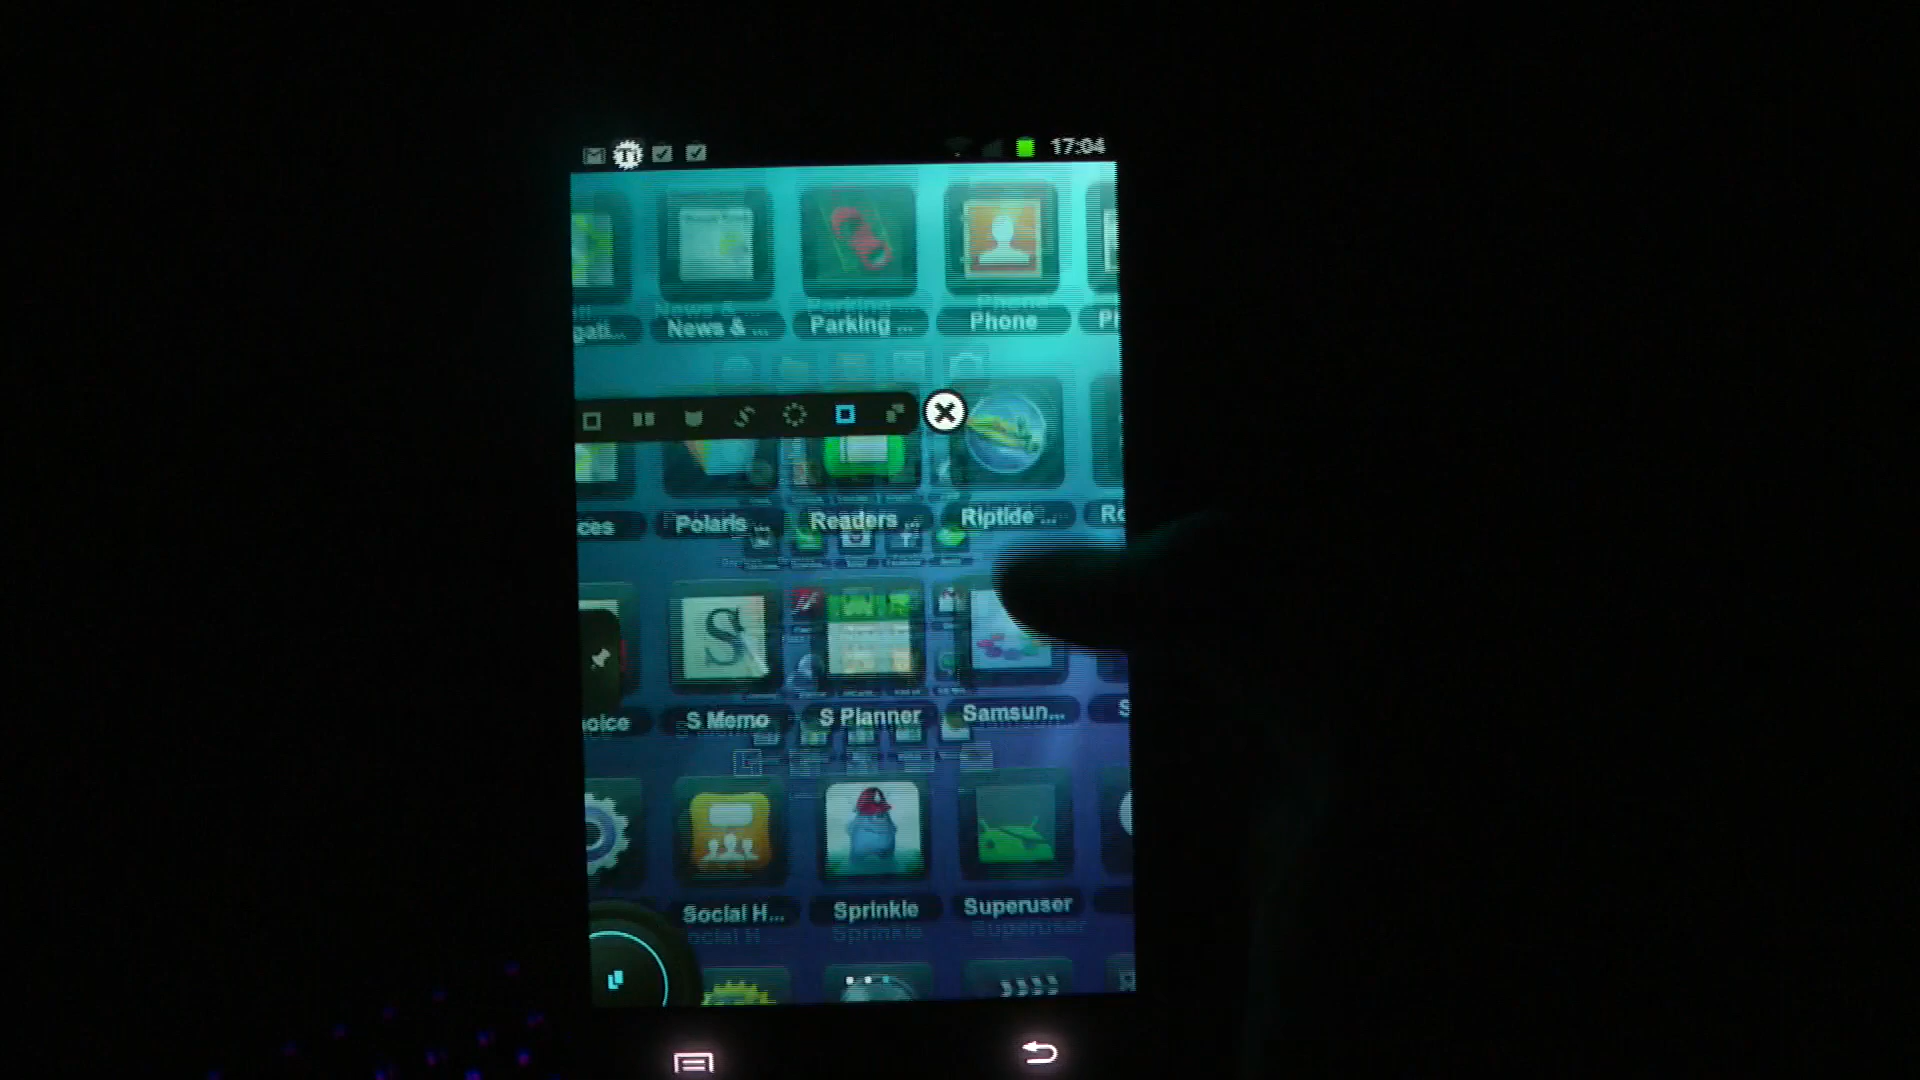 17:04
gati... News & ... Parking ... Phone
ces Polaris ... Readers ... Riptide ...
oice S Memo S Planner Samsun...
Social H... Sprinkle Superuser